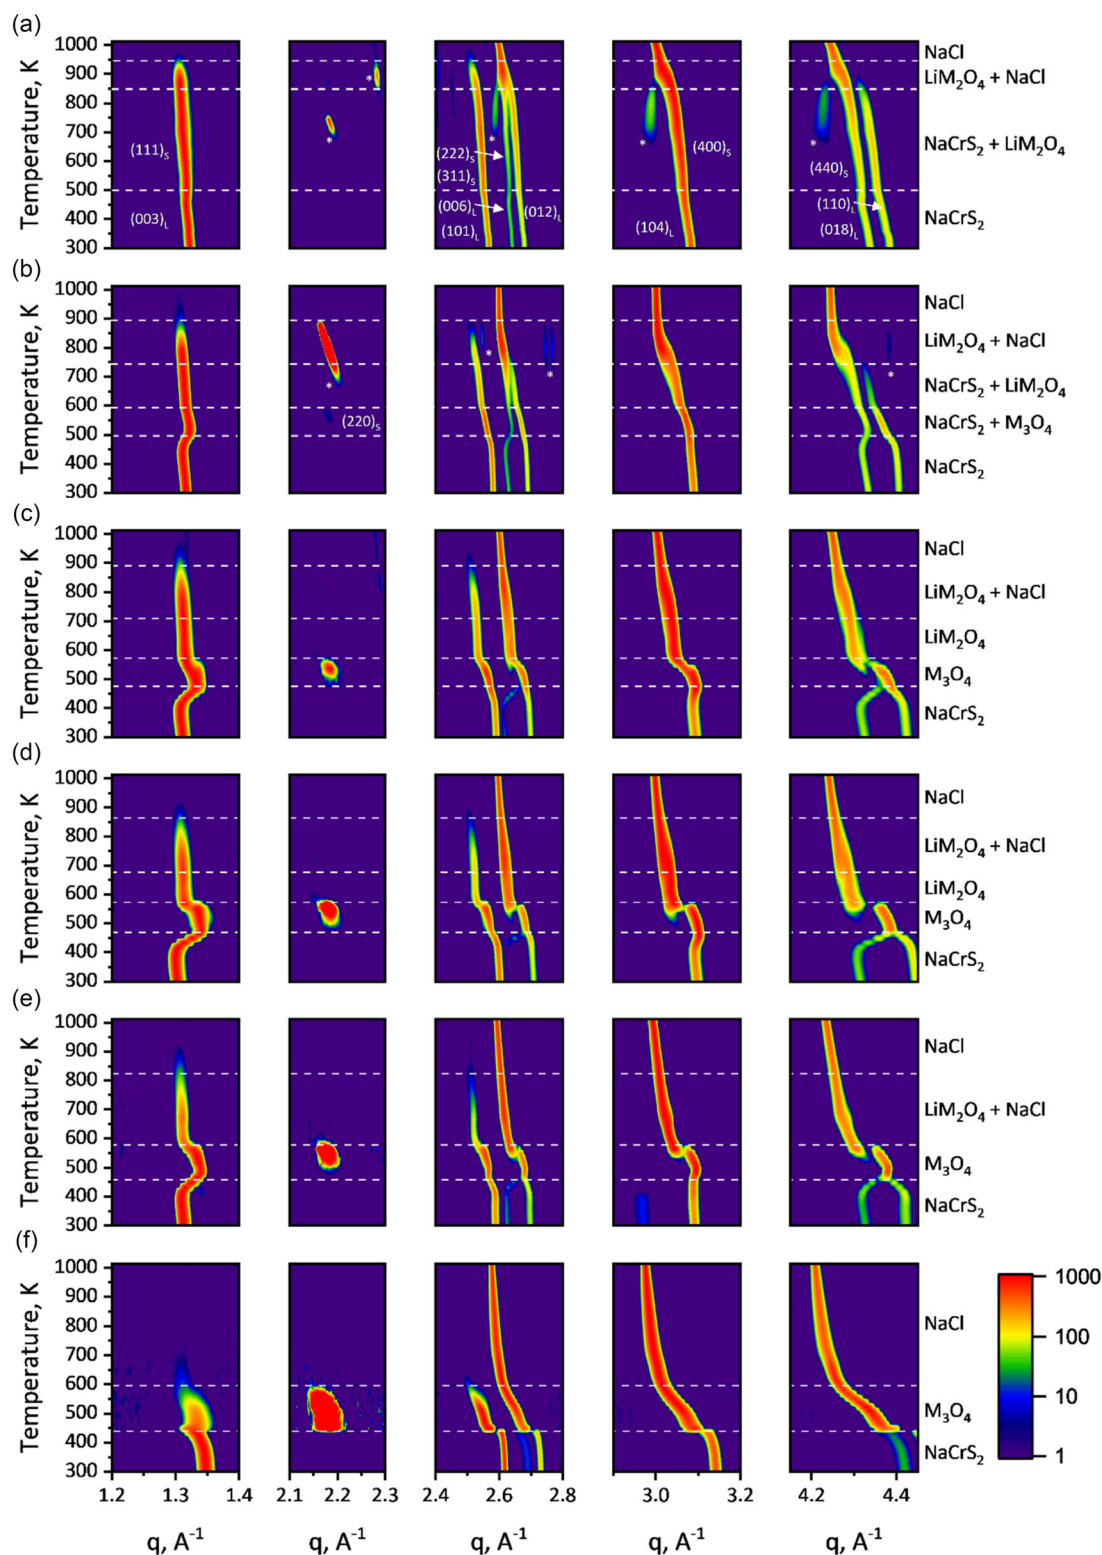 (a)
Temperature, K
1000
900
800
700
600
500
400
300
(111)S
(003)L
*
*
*
(222)S
(311)S
(006)L
(101)L
(012)L
*
(400)S
(104)L
*
(440)S
(110)L
(018)L
NaCl
LiM2O4 + NaCl
NaCrS2 + LiM2O4
NaCrS2
(b)
Temperature, K
1000
900
800
700
600
500
400
300
*
(220)S
*
*
*
NaCl
LiM2O4 + NaCl
NaCrS2 + LiM2O4
NaCrS2 + M3O4
NaCrS2
(c)
Temperature, K
1000
900
800
700
600
500
400
300
NaCl
LiM2O4 + NaCl
LiM2O4
M3O4
NaCrS2
(d)
Temperature, K
1000
900
800
700
600
500
400
300
NaCl
LiM2O4 + NaCl
LiM2O4
M3O4
NaCrS2
(e)
Temperature, K
1000
900
800
700
600
500
400
300
NaCl
LiM2O4 + NaCl
M3O4
NaCrS2
(f)
Temperature, K
1000
900
800
700
600
500
400
300
NaCl
M3O4
NaCrS2
1000
100
10
1
1.2 1.3 1.4 2.1 2.2 2.3 2.4 2.6 2.8 3.0 3.2 4.2 4.4
q, A-1 q, A-1 q, A-1 q, A-1 q, A-1